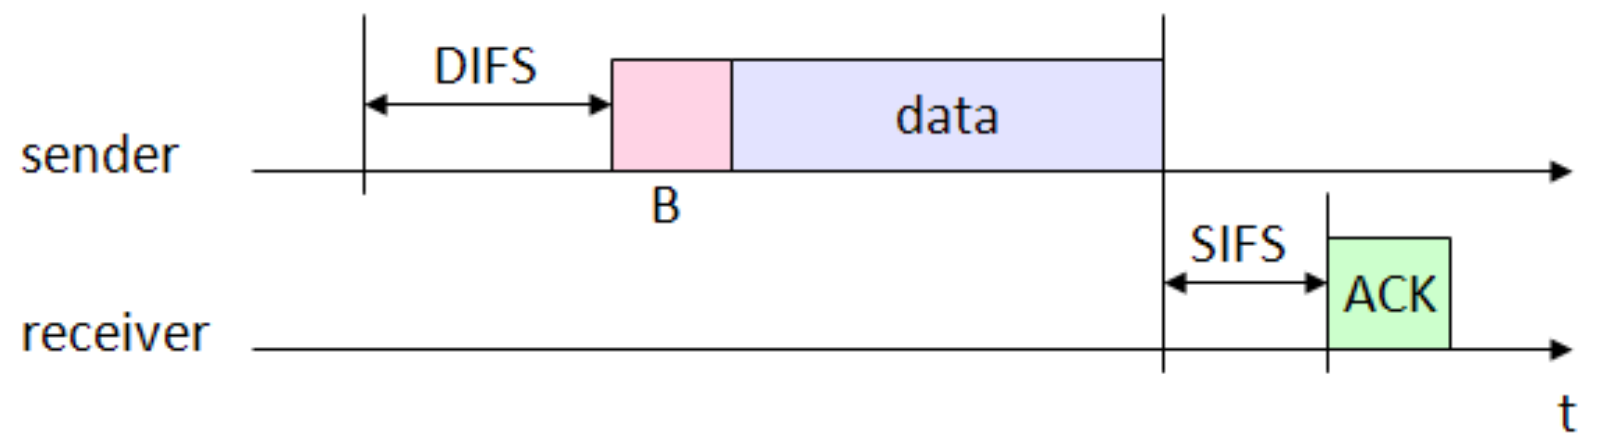 DIFS
data
sender
B
SIFS
ACK
receiver
t